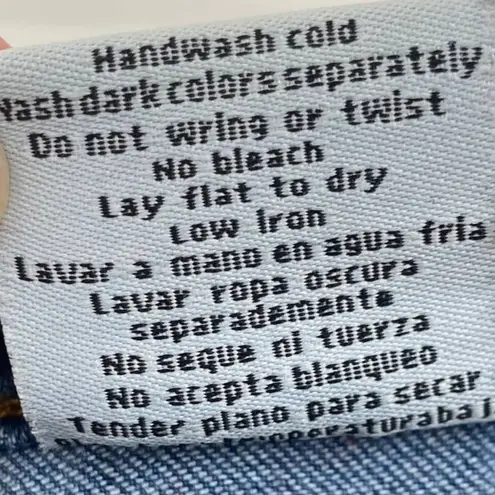 Handwash cold
Wash dark colors separately
Do not wring or twist
No bleach
Lay flat to dry
Low Iron
Lavar a mano en agua fria
Lavar ropa oscura
separademente
No seque ni tuerza
No acepta blanqueo
Tender plano para secar